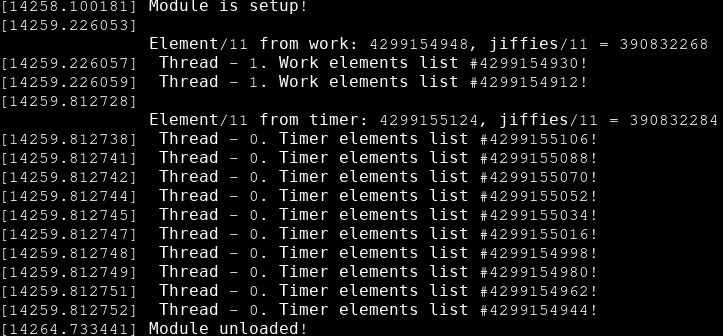 [14258.100181] Module is setup!
[14259.226053]
Element/11 from work: 4299154948, jiffies/11 = 390832268
[14259.226057]  Thread - 1. Work elements list #4299154930!
[14259.226059]  Thread - 1. Work elements list #4299154912!
[14259.812728]
Element/11 from timer: 4299155124, jiffies/11 = 390832284
[14259.812738]  Thread - 0. Timer elements list #4299155106!
[14259.812741]  Thread - 0. Timer elements list #4299155088!
[14259.812742]  Thread - 0. Timer elements list #4299155070!
[14259.812744]  Thread - 0. Timer elements list #4299155052!
[14259.812745]  Thread - 0. Timer elements list #4299155034!
[14259.812747]  Thread - 0. Timer elements list #4299155016!
[14259.812748]  Thread - 0. Timer elements list #4299154998!
[14259.812749]  Thread - 0. Timer elements list #4299154980!
[14259.812751]  Thread - 0. Timer elements list #4299154962!
[14259.812752]  Thread - 0. Timer elements list #4299154944!
[14264.733441] Module unloaded!